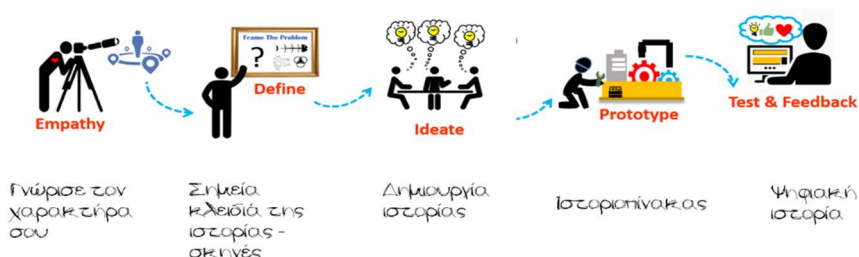 Frame The Problem
?
Empathy
Define
Ideate
Prototype
Test & Feedback
Γνώρισε τον
χαρακτήρα
σου
Σημεία
κλειδιά της
ιστορίας -
σκηνές
Δημιουργία
ιστορίας
Ιστοριοπίνακας
Ψηφιακή
ιστορία